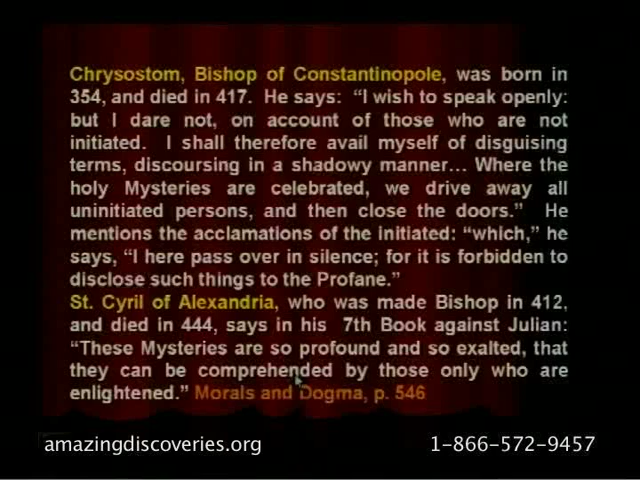 Chrysostom, Bishop of Constantinopole, was born in
354, and died in 417. He says: “I wish to speak openly:
but I dare not, on account of those who are not
initiated. I shall therefore avail myself of disguising
terms, discoursing in a shadowy manner... Where the
holy Mysteries are celebrated, we drive away all
uninitiated persons, and then close the doors.” He
mentions the acclamations of the initiated: “which,” he
says, “I here pass over in silence; for it is forbidden to
disclose such things to the Profane.”
St. Cyril of Alexandria, who was made Bishop in 412,
and died in 444, says in his 7th Book against Julian:
“These Mysteries are so profound and so exalted, that
they can be comprehended by those only who are
enlightened.” Morals and Dogma, p. 546
amazingdiscoveries.org 1-866-572-9457